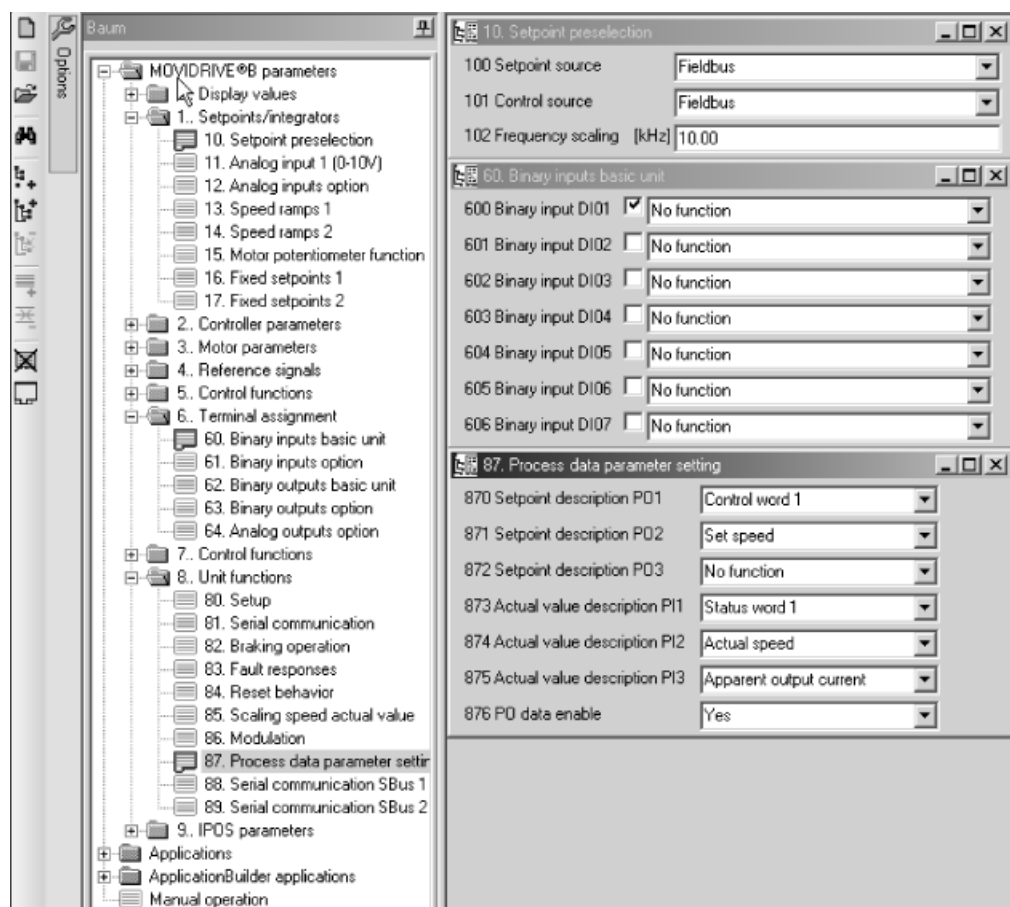 Options
Baum
MOVIDRIVE®B parameters
Display values
1.. Setpoints/integrators
10. Setpoint preselection
11. Analog input 1 (0-10V)
12. Analog inputs option
13. Speed ramps 1
14. Speed ramps 2
15. Motor potentiometer function
16. Fixed setpoints 1
17. Fixed setpoints 2
2.. Controller parameters
3.. Motor parameters
4.. Reference signals
5.. Control functions
6.. Terminal assignment
60. Binary inputs basic unit
61. Binary inputs option
62. Binary outputs basic unit
63. Binary outputs option
64. Analog outputs option
7.. Control functions
8.. Unit functions
80. Setup
81. Serial communication
82. Braking operation
83. Fault responses
84. Reset behavior
85. Scaling speed actual value
86. Modulation
87. Process data parameter settin
88. Serial communication SBus 1
89. Serial communication SBus 2
9.. IPOS parameters
Applications
ApplicationBuilder applications
Manual operation
10. Setpoint preselection
100 Setpoint source Fieldbus
101 Control source Fieldbus
102 Frequency scaling [kHz] 10.00
60. Binary inputs basic unit
600 Binary input DI01 No function
601 Binary input DI02 No function
602 Binary input DI03 No function
603 Binary input DI04 No function
604 Binary input DI05 No function
605 Binary input DI06 No function
606 Binary input DI07 No function
87. Process data parameter setting
870 Setpoint description PO1 Control word 1
871 Setpoint description PO2 Set speed
872 Setpoint description PO3 No function
873 Actual value description PI1 Status word 1
874 Actual value description PI2 Actual speed
875 Actual value description PI3 Apparent output current
876 PO data enable Yes